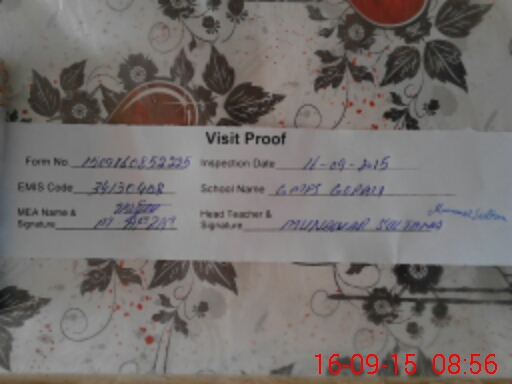 Visit Proof
Form No 1509160852225 Inspection Date 16-09-2015
EMIS Code 34130408 School Name GMPS GOPALI
MEA Name & Signature
Head Teacher & Signature MUNAWAR SULTANA
16-09-15 08:56